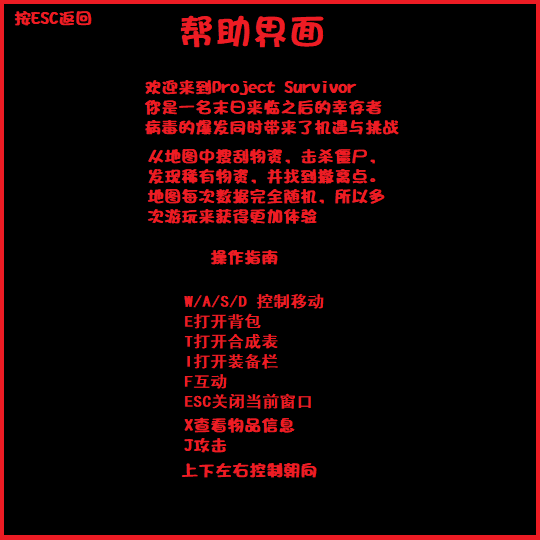 按ESC返回
帮助界面
欢迎来到Project Survivor
你是一名末日来临之后的幸存者
病毒的爆发同时带来了机遇与挑战
从地图中搜刮物资、击杀僵尸、
发现稀有物资、并找到撤离点。
地图每次数据完全随机、所以多
次游玩来获得更加体验
操作指南
W/A/S/D 控制移动
E打开背包
T打开合成表
I打开装备栏
F互动
ESC关闭当前窗口
X查看物品信息
J攻击
上下左右控制朝向